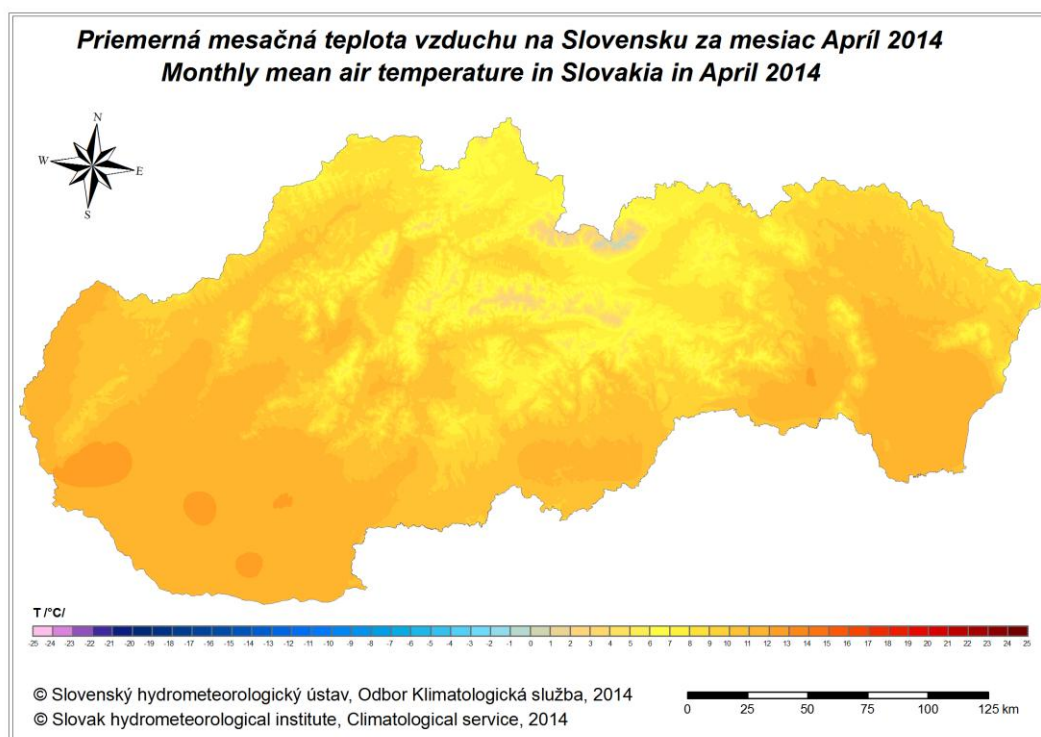 Priemerná mesačná teplota vzduchu na Slovensku za mesiac Apríl 2014
Monthly mean air temperature in Slovakia in April 2014
N
W
E
S
T /°C/
-25 -24 -23 -22 -21 -20 -19 -18 -17 -16 -15 -14 -13 -12 -11 -10 -9 -8 -7 -6 -5 -4 -3 -2 -1 0 1 2 3 4 5 6 7 8 9 10 11 12 13 14 15 16 17 18 19 20 21 22 23 24 25
© Slovenský hydrometeorologický ústav, Odbor Klimatologická služba, 2014
© Slovak hydrometeorological institute, Climatological service, 2014
0 25 50 75 100 125 km